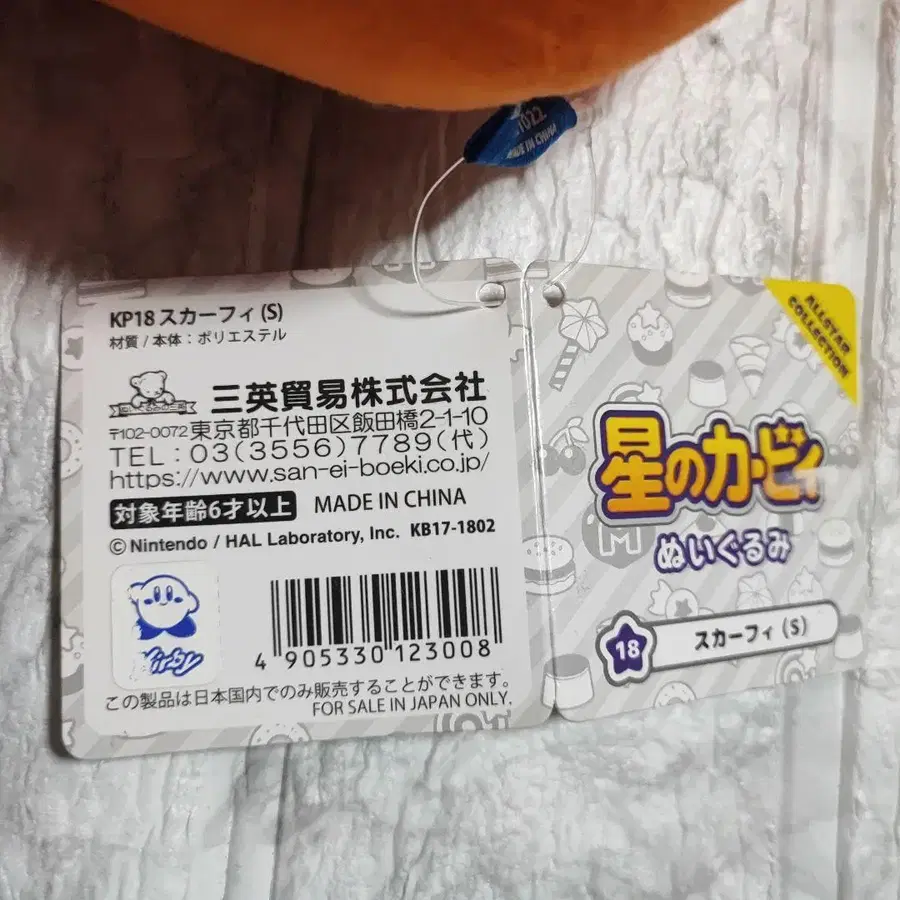 1022
MADE IN CHINA
KP18 スカーフィ (S)
材質 / 本体 : ポリエステル
三英貿易株式会社
〒102-0072 東京都千代田区飯田橋2-1-10
TEL : 03(3556)7789(代)
https://www.san-ei-boeki.co.jp/
対象年齢6才以上 MADE IN CHINA
©Nintendo / HAL Laboratory, Inc. KB17-1802
Kirby
4 905330 123008
この製品は日本国内でのみ販売することができます。
FOR SALE IN JAPAN ONLY.
ALLSTAR
COLLECTION
星のカービィ
M
ぬいぐるみ
18 スカーフィ (S)